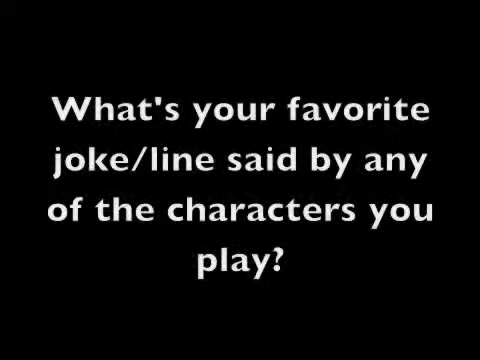 What's your favorite
joke/line said by any
of the characters you
play?